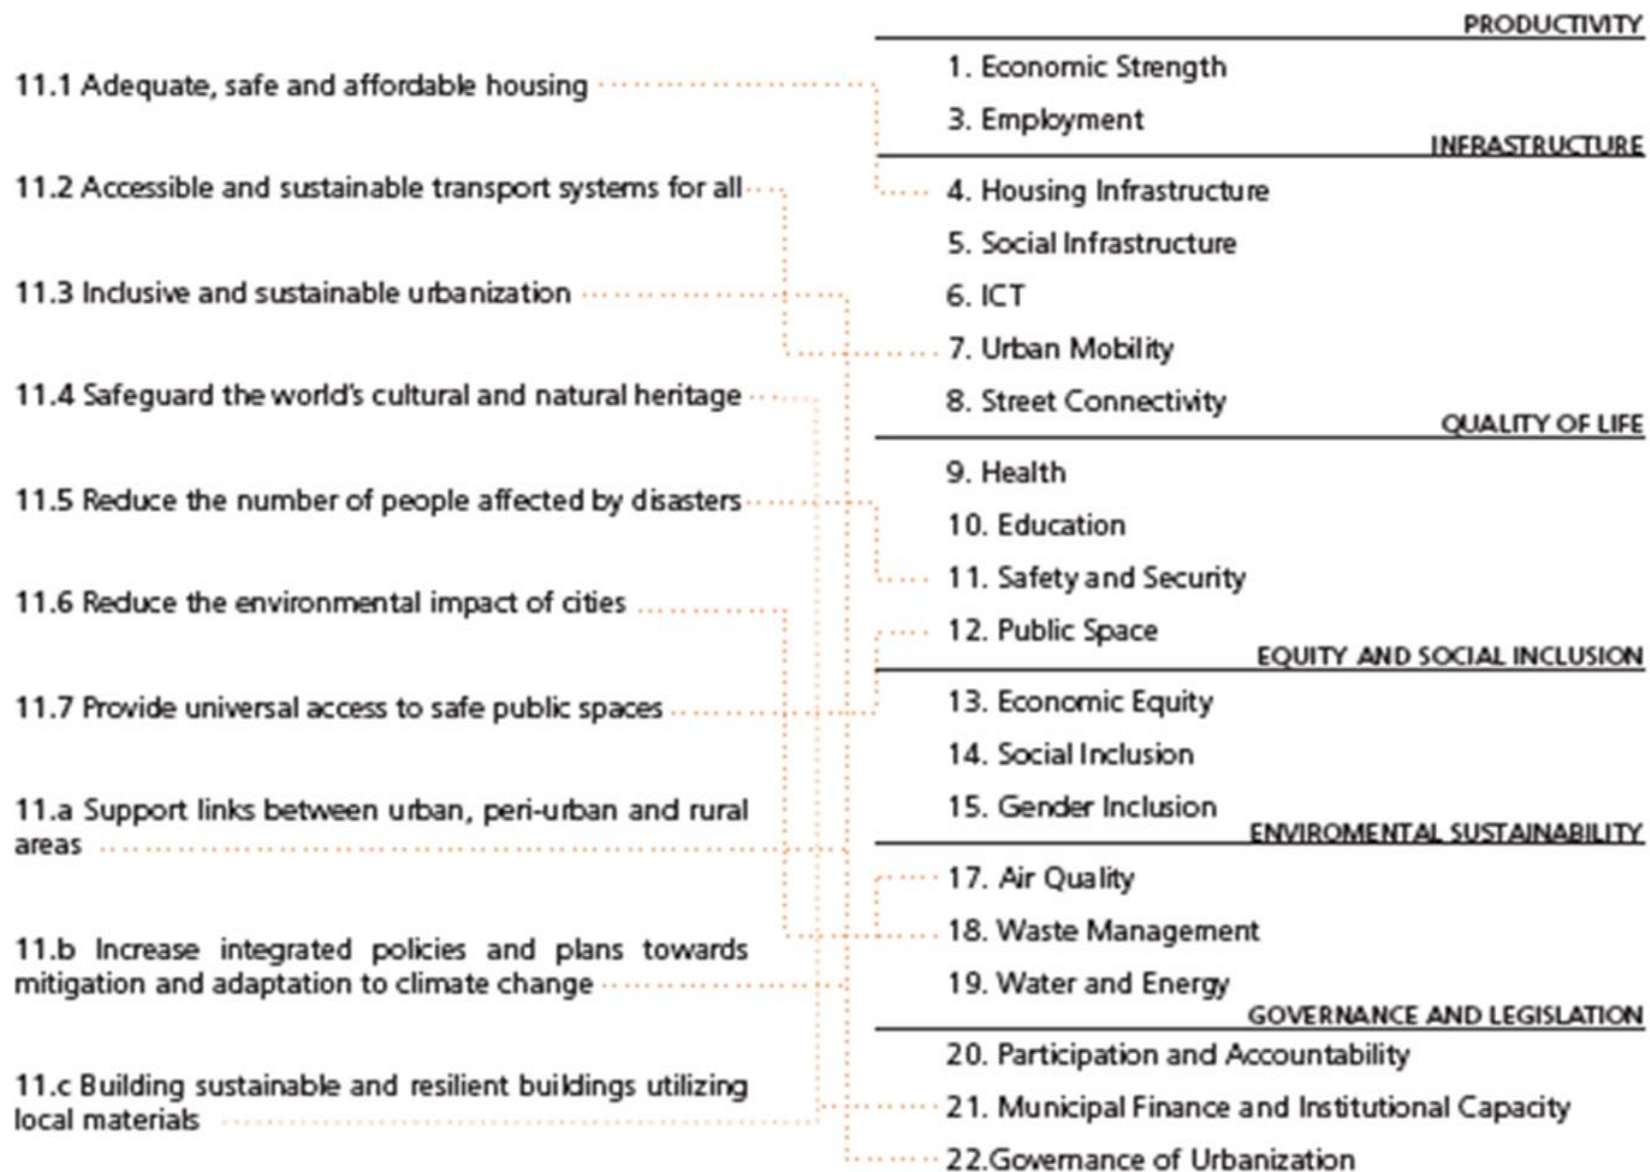 11.1 Adequate, safe and affordable housing
11.2 Accessible and sustainable transport systems for all
11.3 Inclusive and sustainable urbanization
11.4 Safeguard the world's cultural and natural heritage
11.5 Reduce the number of people affected by disasters
11.6 Reduce the environmental impact of cities
11.7 Provide universal access to safe public spaces
11.a Support links between urban, peri-urban and rural
areas
11.b Increase integrated policies and plans towards
mitigation and adaptation to climate change
11.c Building sustainable and resilient buildings utilizing
local materials
PRODUCTIVITY
1. Economic Strength
3. Employment
INFRASTRUCTURE
4. Housing Infrastructure
5. Social Infrastructure
6. ICT
7. Urban Mobility
8. Street Connectivity
QUALITY OF LIFE
9. Health
10. Education
11. Safety and Security
12. Public Space
EQUITY AND SOCIAL INCLUSION
13. Economic Equity
14. Social Inclusion
15. Gender Inclusion
ENVIROMENTAL SUSTAINABILITY
17. Air Quality
18. Waste Management
19. Water and Energy
GOVERNANCE AND LEGISLATION
20. Participation and Accountability
21. Municipal Finance and Institutional Capacity
22.Governance of Urbanization